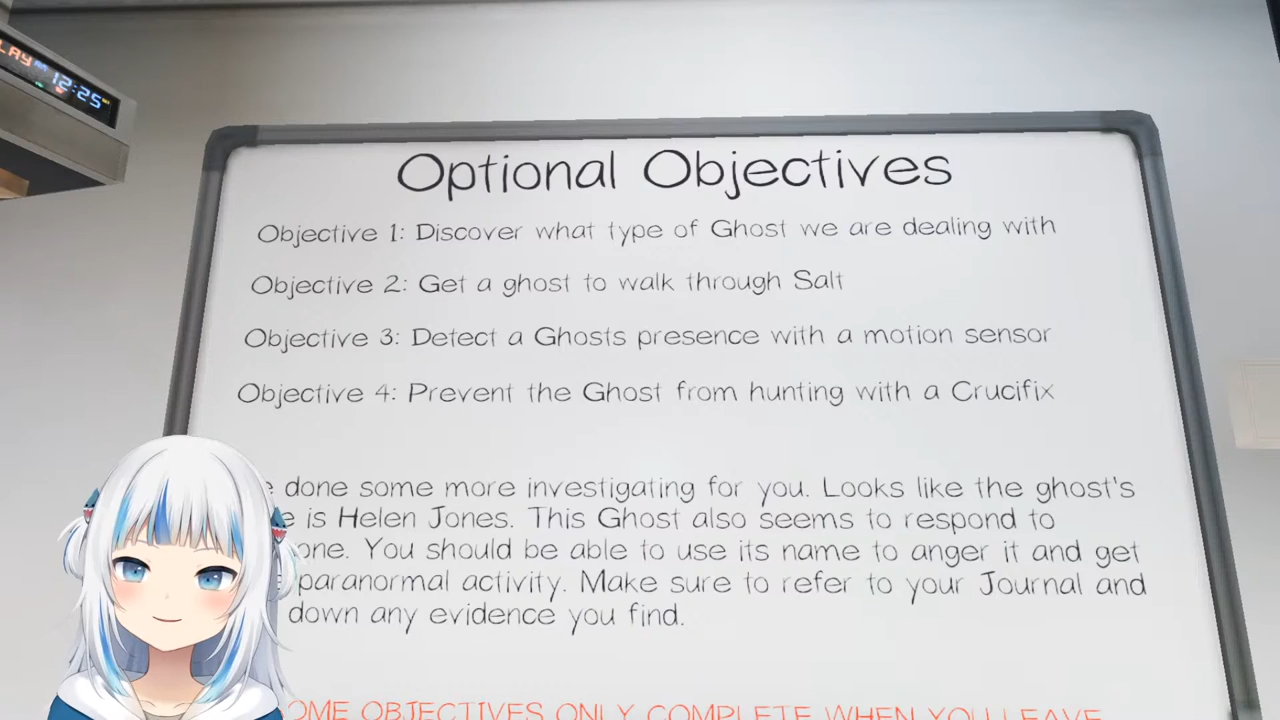 LAY 12:25
Optional Objectives
Objective 1: Discover what type of Ghost we are dealing with
Objective 2: Get a ghost to walk through Salt
Objective 3: Detect a Ghosts presence with a motion sensor
Objective 4: Prevent the Ghost from hunting with a Crucifix
done some more investigating for you. Looks like the ghost's
is Helen Jones. This Ghost also seems to respond to
one. You should be able to use its name to anger it and get
paranormal activity. Make sure to refer to your Journal and
down any evidence you find.
OME OBJECTIVES ONLY COMPLETE WHEN YOU LEAVE